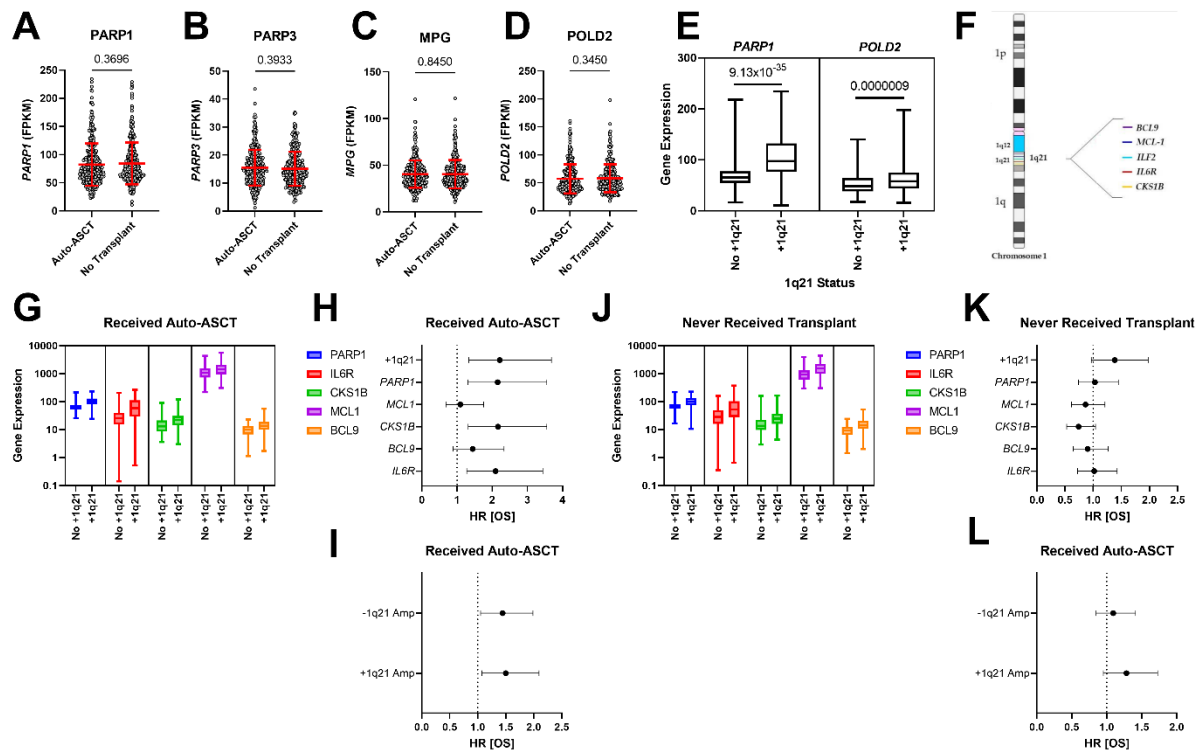 A
PARP1
0.3696
PARP1 (FPKM)
250
200
150
100
50
0
Auto-ASCT
No Transplant
B
PARP3
0.3933
PARP3 (FPKM)
50
40
30
20
10
0
Auto-ASCT
No Transplant
C
MPG
0.8450
MPG (FPKM)
150
100
50
0
Auto-ASCT
No Transplant
D
POLD2
0.3450
POLD2 (FPKM)
250
200
150
100
50
0
Auto-ASCT
No Transplant
E
PARP1
POLD2
9.13x10-35
0.0000009
Gene Expression
300
200
100
0
No +1q21
+1q21
No +1q21
+1q21
1q21 Status
F
1p
1q12
1q21
1q21
1q
BCL9
MCL-1
ILF2
IL6R
CKS1B
Chromosome 1
G
Received Auto-ASCT
Gene Expression
10000
1000
100
10
1
0.1
No +1q21
+1q21
No +1q21
+1q21
No +1q21
+1q21
No +1q21
+1q21
No +1q21
+1q21
PARP1
IL6R
CKS1B
MCL1
BCL9
H
Received Auto-ASCT
+1q21
PARP1
MCL1
CKS1B
BCL9
IL6R
0 1 2 3 4
HR [OS]
I
Received Auto-ASCT
-1q21 Amp
+1q21 Amp
0.0 0.5 1.0 1.5 2.0 2.5
HR [OS]
J
Never Received Transplant
Gene Expression
10000
1000
100
10
1
0.1
No +1q21
+1q21
No +1q21
+1q21
No +1q21
+1q21
No +1q21
+1q21
No +1q21
+1q21
PARP1
IL6R
CKS1B
MCL1
BCL9
K
Never Received Transplant
+1q21
PARP1
MCL1
CKS1B
BCL9
IL6R
0.0 0.5 1.0 1.5 2.0 2.5
HR [OS]
L
Received Auto-ASCT
-1q21 Amp
+1q21 Amp
0.0 0.5 1.0 1.5 2.0 2.5
HR [OS]